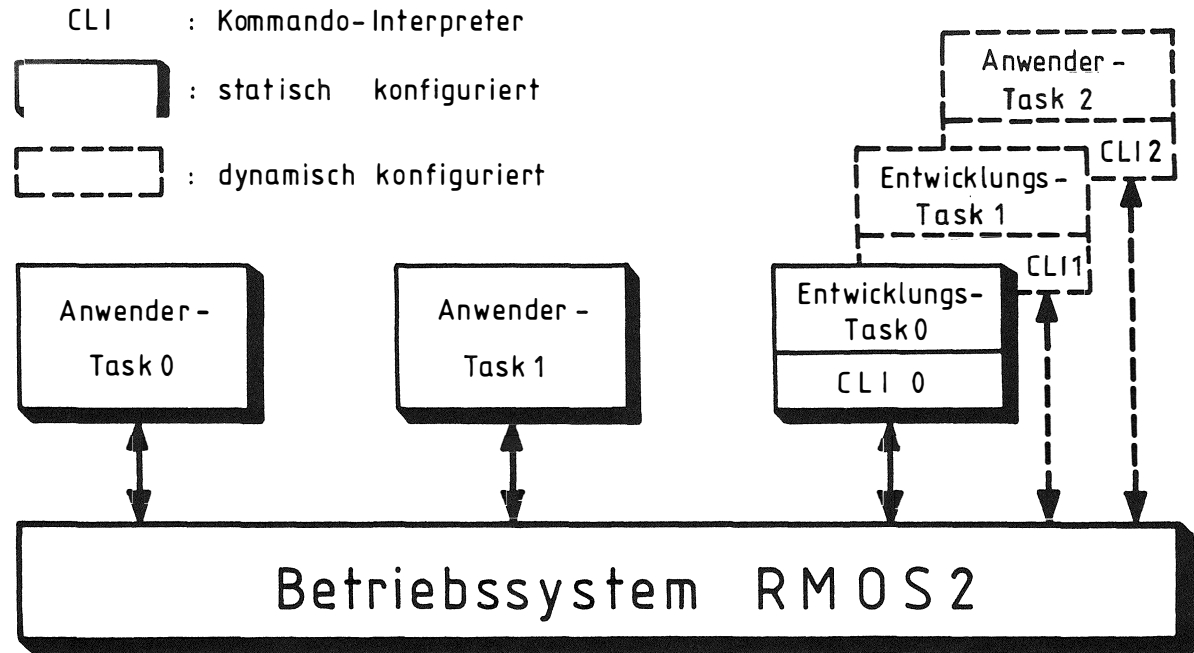 CLI : Kommando-Interpreter
: statisch konfiguriert
: dynamisch konfiguriert
Anwender-
Task 2
CLI2
Entwicklungs-
Task 1
CLI1
Anwender-
Task 0
Anwender-
Task 1
Entwicklungs-
Task 0
CLI 0
Betriebssystem RMOS2